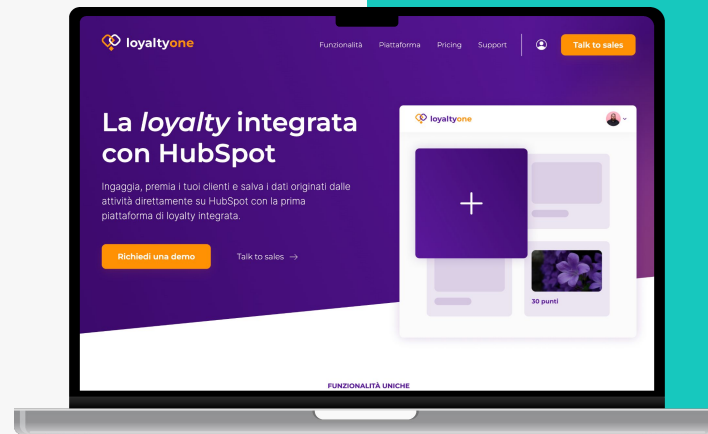 loyaltyone
Funzionalità Piattaforma Pricing Support Talk to sales
La loyalty integrata
con HubSpot
Ingaggia, premia i tuoi clienti e salva i dati originati dalle
attività direttamente su HubSpot con la prima
piattaforma di loyalty integrata.
Richiedi una demo Talk to sales →
loyaltyone
30 punti
FUNZIONALITÀ UNICHE